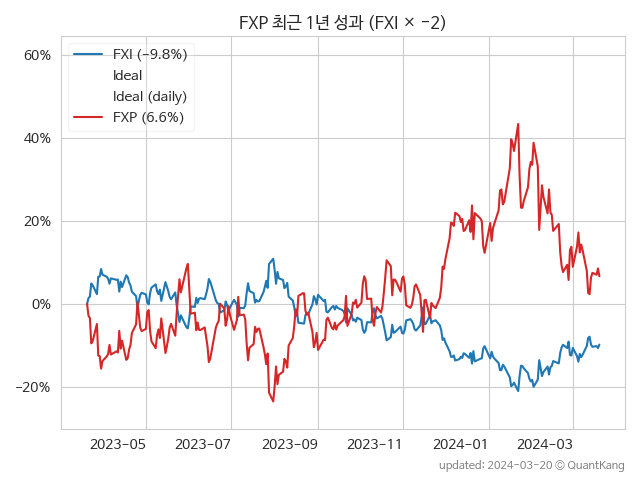 FXP 최근 1년 성과 (FXI × −2)
60%
40%
20%
0%
−20%
FXI (−9.8%)
Ideal
Ideal (daily)
FXP (6.6%)
2023−05
2023−07
2023−09
2023−11
2024−01
2024−03
updated: 2024−03−20 © QuantKang